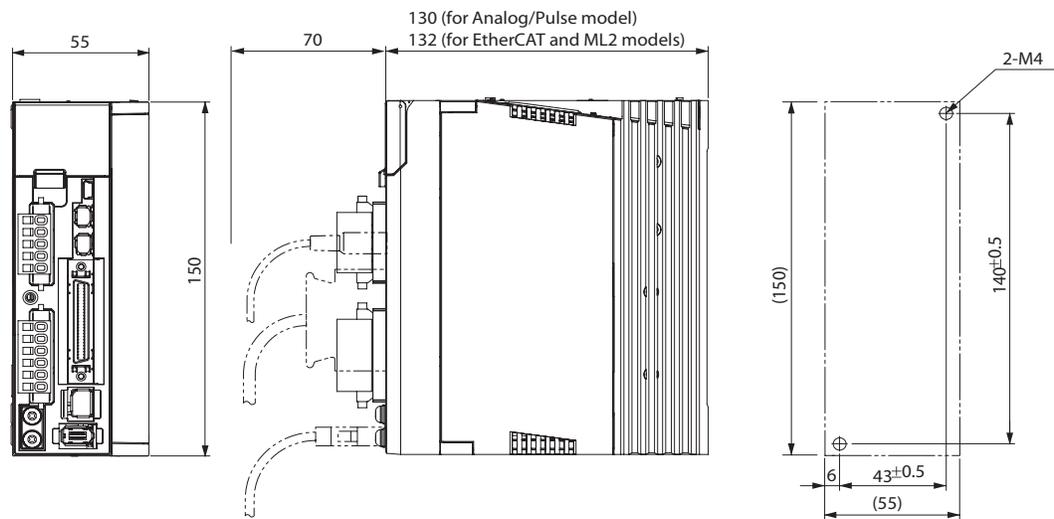 130 (for Analog/Pulse model)
132 (for EtherCAT and ML2 models)
55
70
2-M4
150
(150)
140±0.5
6
43±0.5
(55)